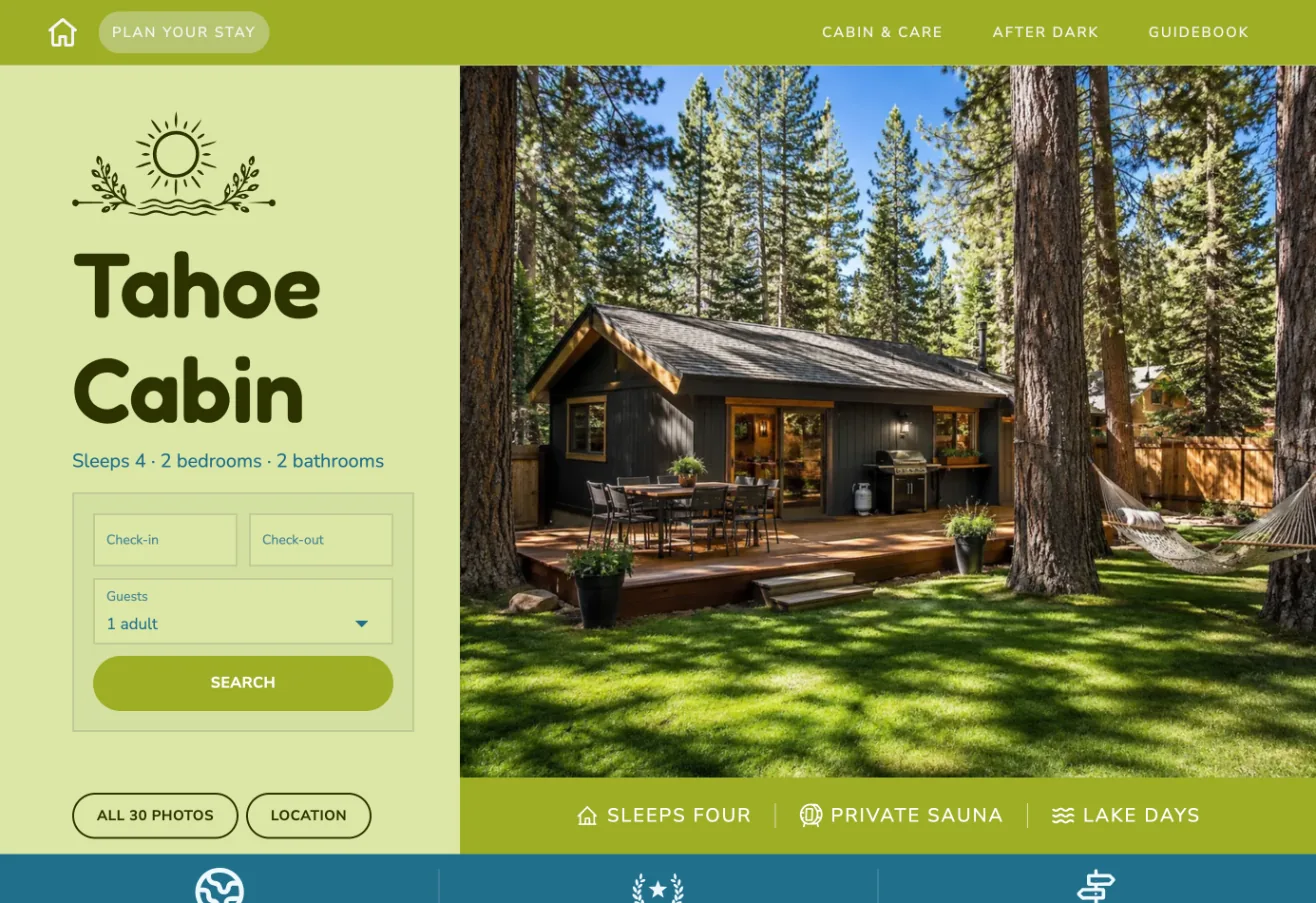 PLAN YOUR STAY
CABIN & CARE
AFTER DARK
GUIDEBOOK
Tahoe
Cabin
Sleeps 4 · 2 bedrooms · 2 bathrooms
Check-in
Check-out
Guests
1 adult
SEARCH
ALL 30 PHOTOS
LOCATION
SLEEPS FOUR
PRIVATE SAUNA
LAKE DAYS